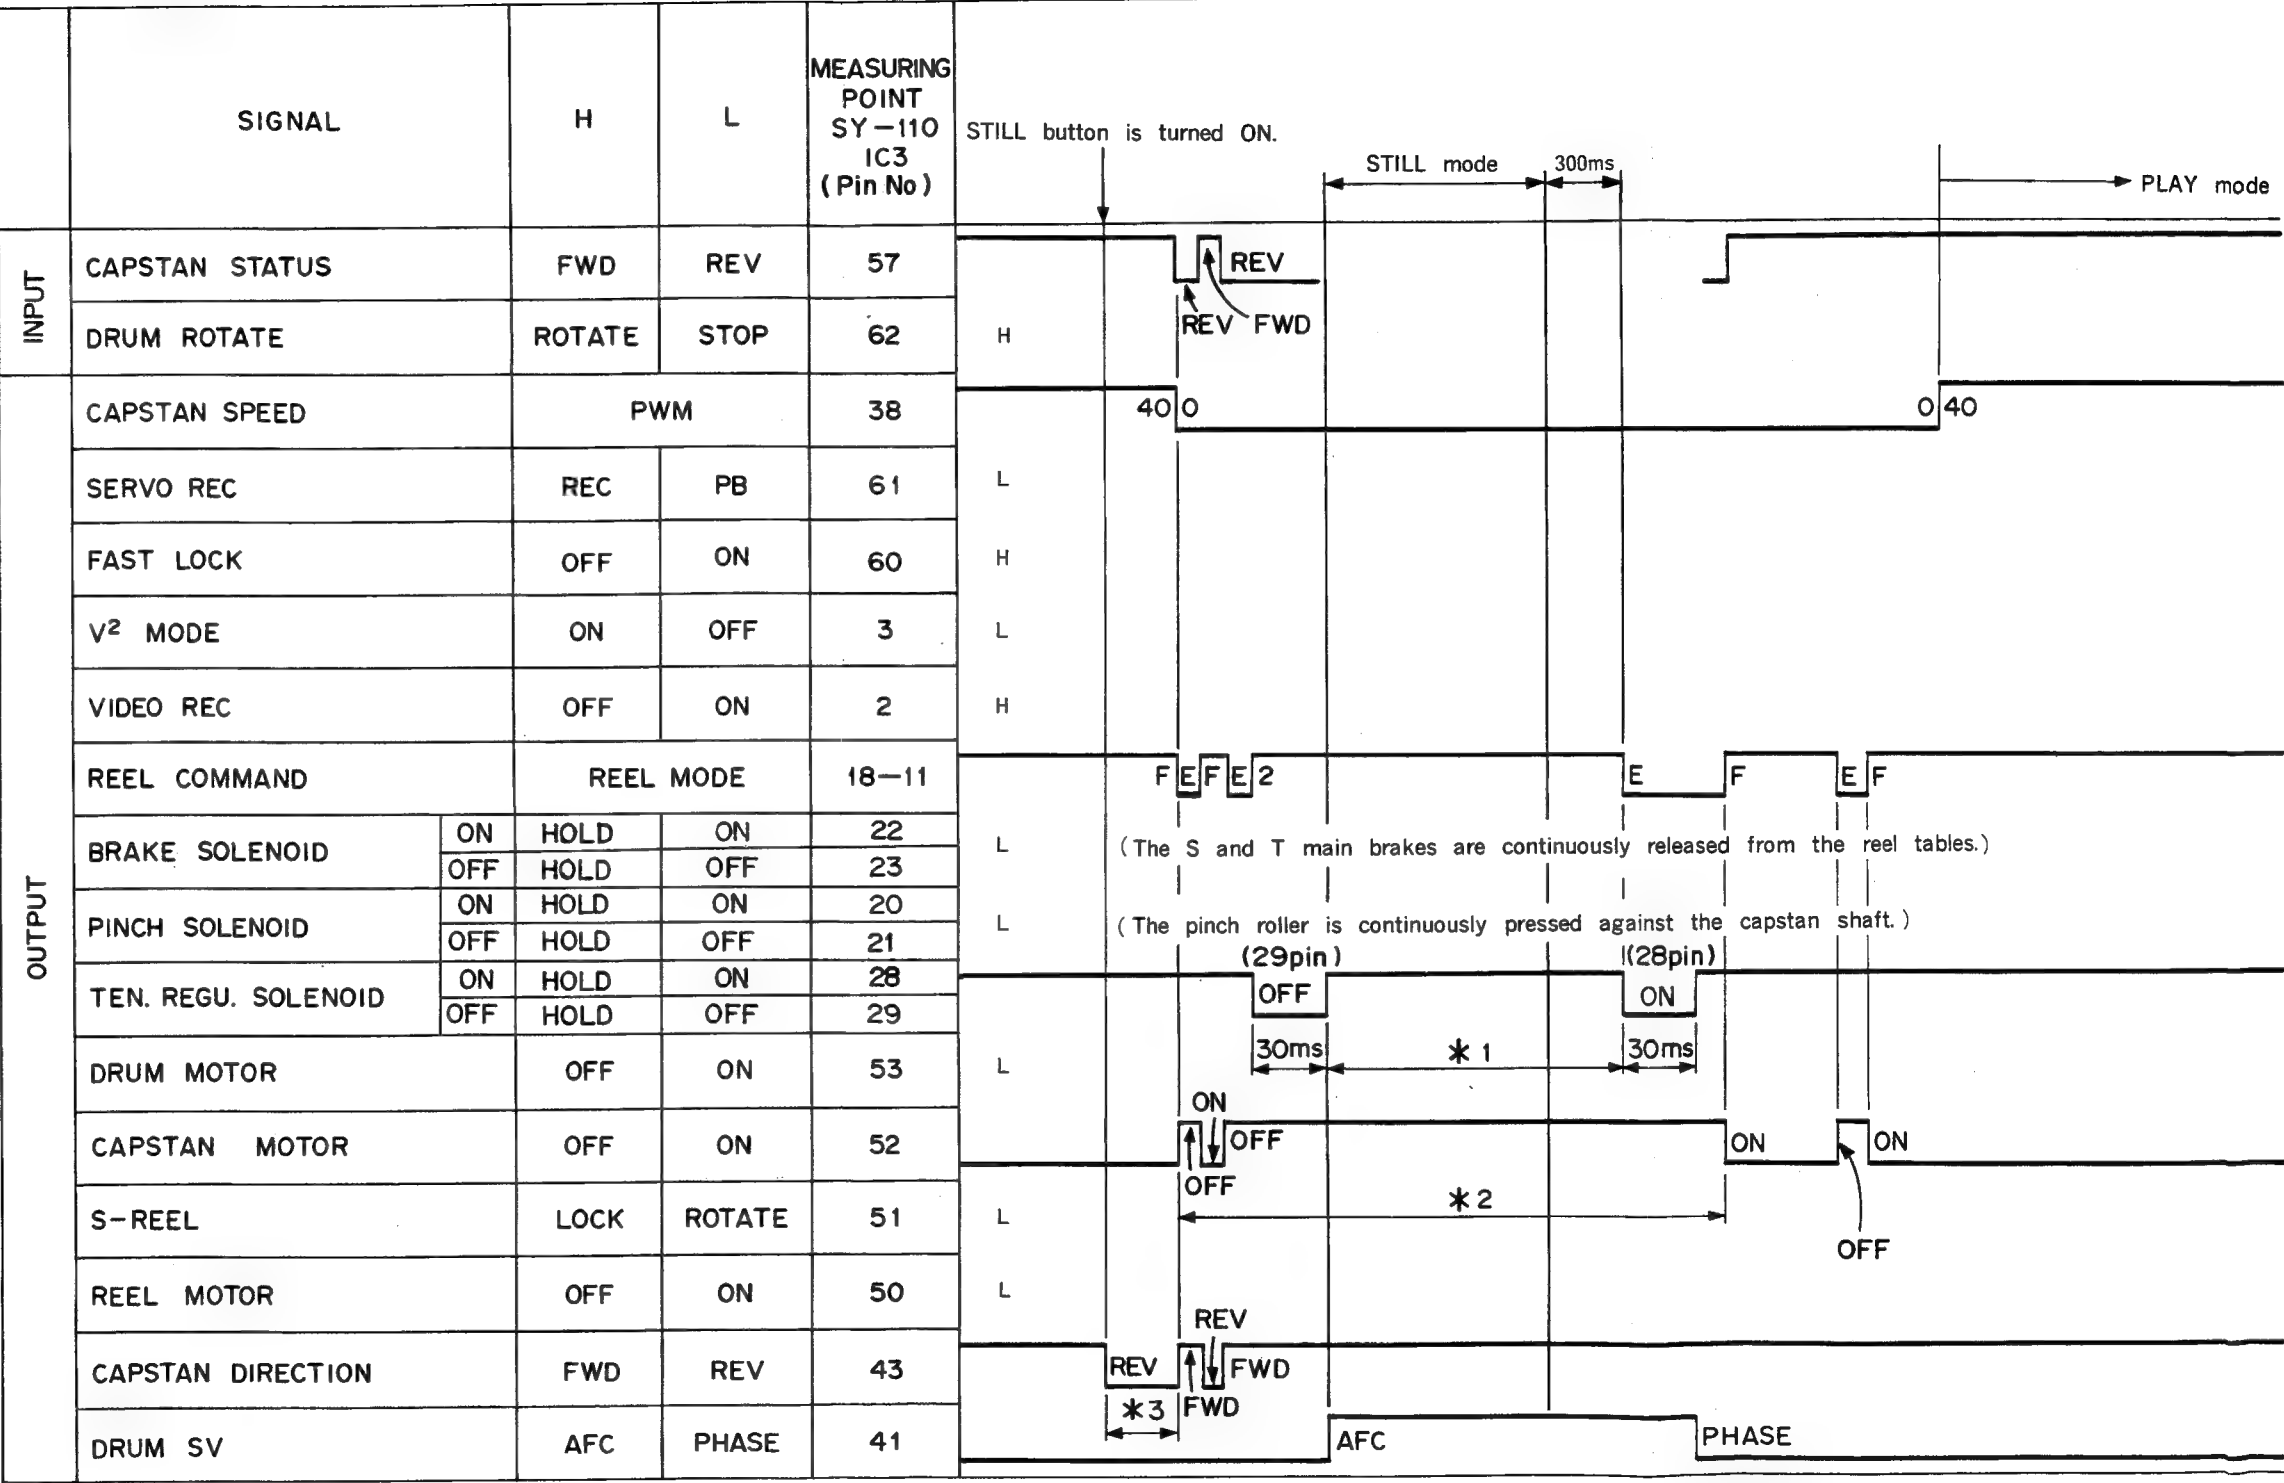 SIGNAL
H
L
MEASURING
POINT
SY-110
IC3
(Pin No)
STILL button is turned ON.
STILL mode
300ms
PLAY mode
INPUT
CAPSTAN STATUS
FWD
REV
57
REV
REV
FWD
DRUM ROTATE
ROTATE
STOP
62
H
OUTPUT
CAPSTAN SPEED
PWM
38
40 0
0 40
SERVO REC
REC
PB
61
L
FAST LOCK
OFF
ON
60
H
V² MODE
ON
OFF
3
L
VIDEO REC
OFF
ON
2
H
REEL COMMAND
REEL MODE
18-11
F E F E 2
E
F
E F
BRAKE SOLENOID
ON
HOLD
ON
22
OFF
HOLD
OFF
23
L
(The S and T main brakes are continuously released from the reel tables.)
PINCH SOLENOID
ON
HOLD
ON
20
OFF
HOLD
OFF
21
L
(The pinch roller is continuously pressed against the capstan shaft.)
TEN. REGU. SOLENOID
ON
HOLD
ON
28
OFF
HOLD
OFF
29
(29pin)
OFF
(28pin)
ON
30ms
*1
30ms
DRUM MOTOR
OFF
ON
53
L
CAPSTAN MOTOR
OFF
ON
52
ON
OFF
OFF
ON
ON
OFF
*2
S-REEL
LOCK
ROTATE
51
L
REEL MOTOR
OFF
ON
50
L
CAPSTAN DIRECTION
FWD
REV
43
REV
REV
FWD
FWD
*3
DRUM SV
AFC
PHASE
41
AFC
PHASE